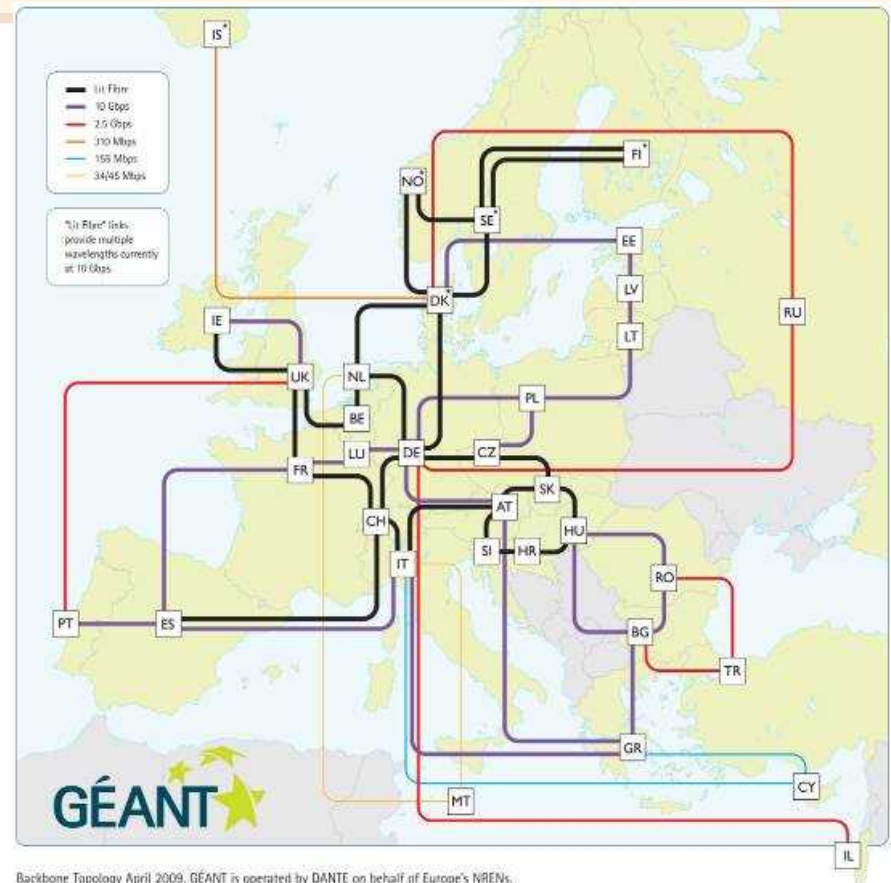 IS*
Lit Fibre
10 Gbps
2.5 Gbps
310 Mbps
155 Mbps
34/45 Mbps
"Lit Fibre" links
provide multiple
wavelengths currently
at 10 Gbps
FI*
NO*
SE*
EE
DK*
LV
RU
IE
LT
UK
NL
PL
BE
LU
DE
CZ
FR
SK
AT
CH
HU
SI
HR
IT
RO
PT
ES
BG
TR
GR
GÉANT
MT
CY
IL
Backbone Topology April 2009. GÉANT is operated by DANTE on behalf of Europe's NRENs.